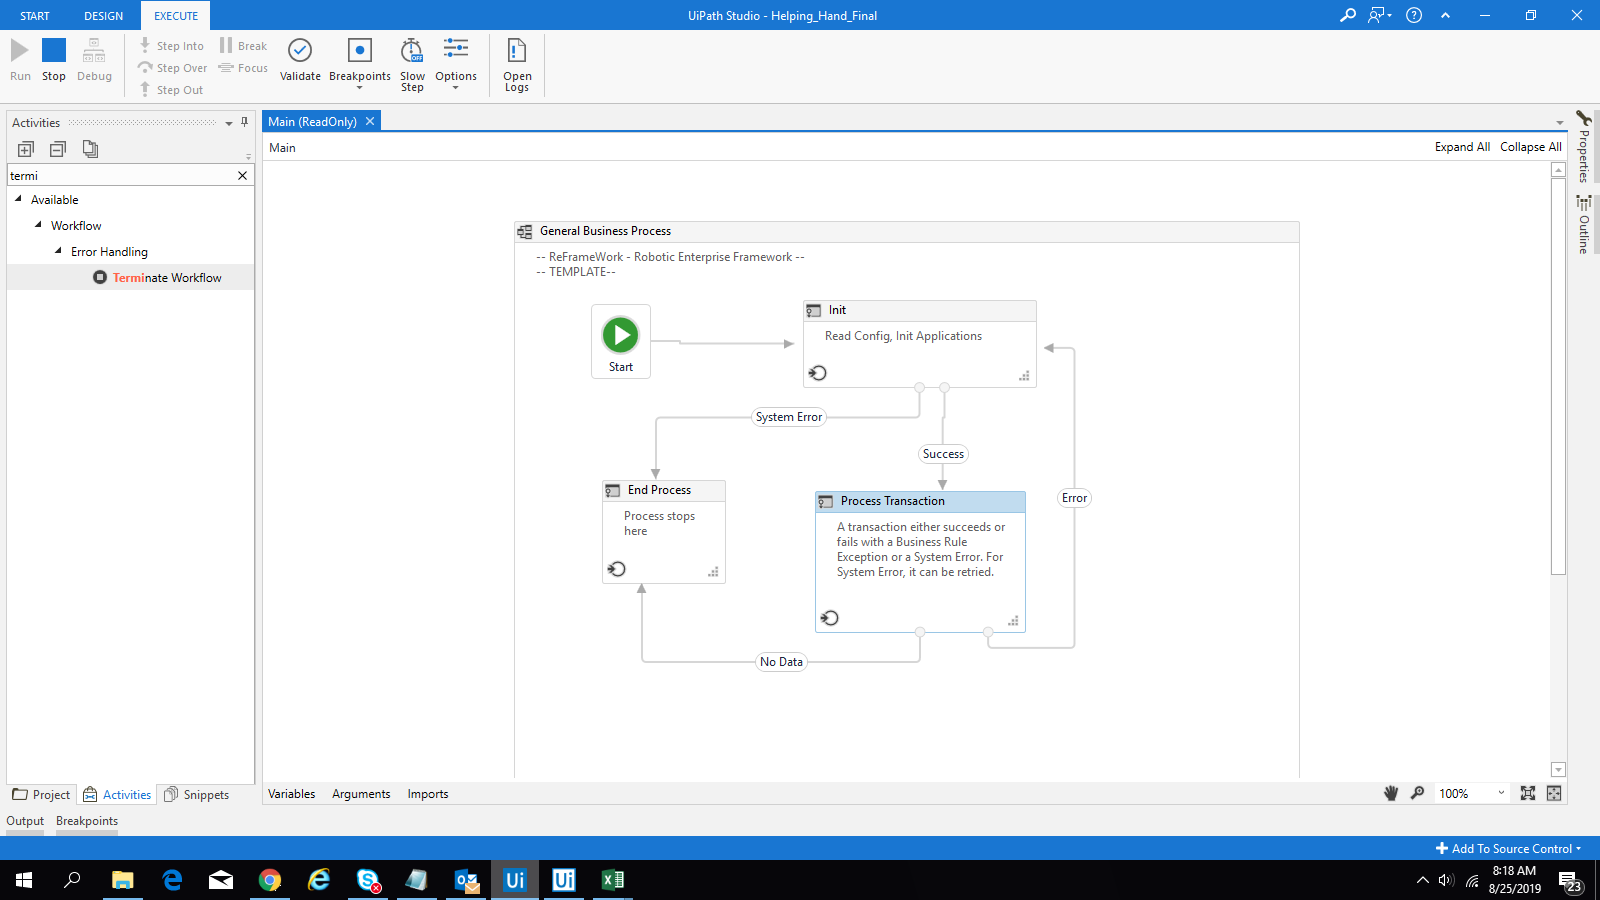 START
DESIGN
EXECUTE
UiPath Studio - Helping_Hand_Final
Run
Stop
Debug
Step Into
Step Over
Step Out
Break
Focus
Validate
Breakpoints
Slow
Step
OFF
Options
Open
Logs
Activities
termi
Available
Workflow
Error Handling
Terminate Workflow
Main (ReadOnly)
Main
Expand All
Collapse All
General Business Process
-- ReFrameWork - Robotic Enterprise Framework --
-- TEMPLATE--
Start
Init
Read Config, Init Applications
System Error
Success
Error
End Process
Process stops
here
Process Transaction
A transaction either succeeds or
fails with a Business Rule
Exception or a System Error. For
System Error, it can be retried.
No Data
Properties
Outline
Project
Activities
Snippets
Variables
Arguments
Imports
100%
Output
Breakpoints
Add To Source Control
Ui
Ui
8:18 AM
8/25/2019
23